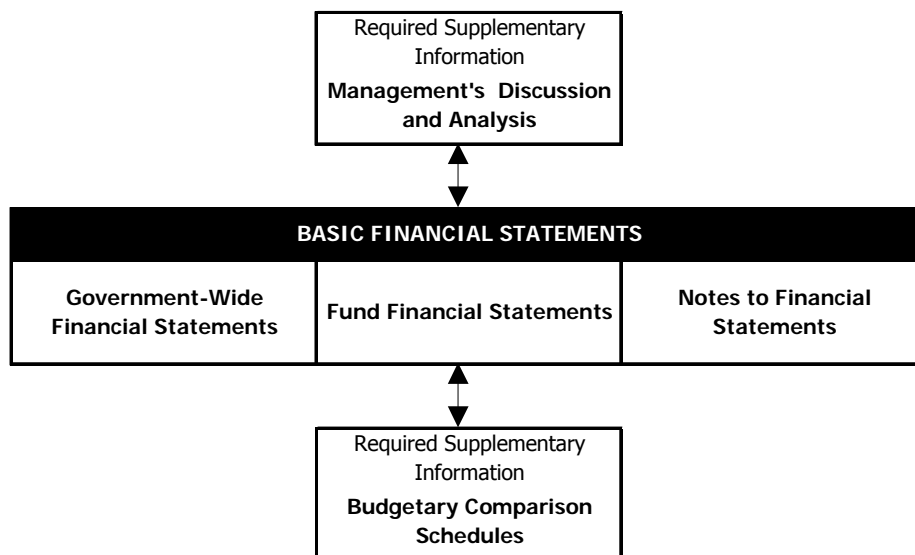 Required Supplementary
Information
Management's Discussion
and Analysis
BASIC FINANCIAL STATEMENTS
Government-Wide
Financial Statements
Fund Financial Statements
Notes to Financial
Statements
Required Supplementary
Information
Budgetary Comparison
Schedules